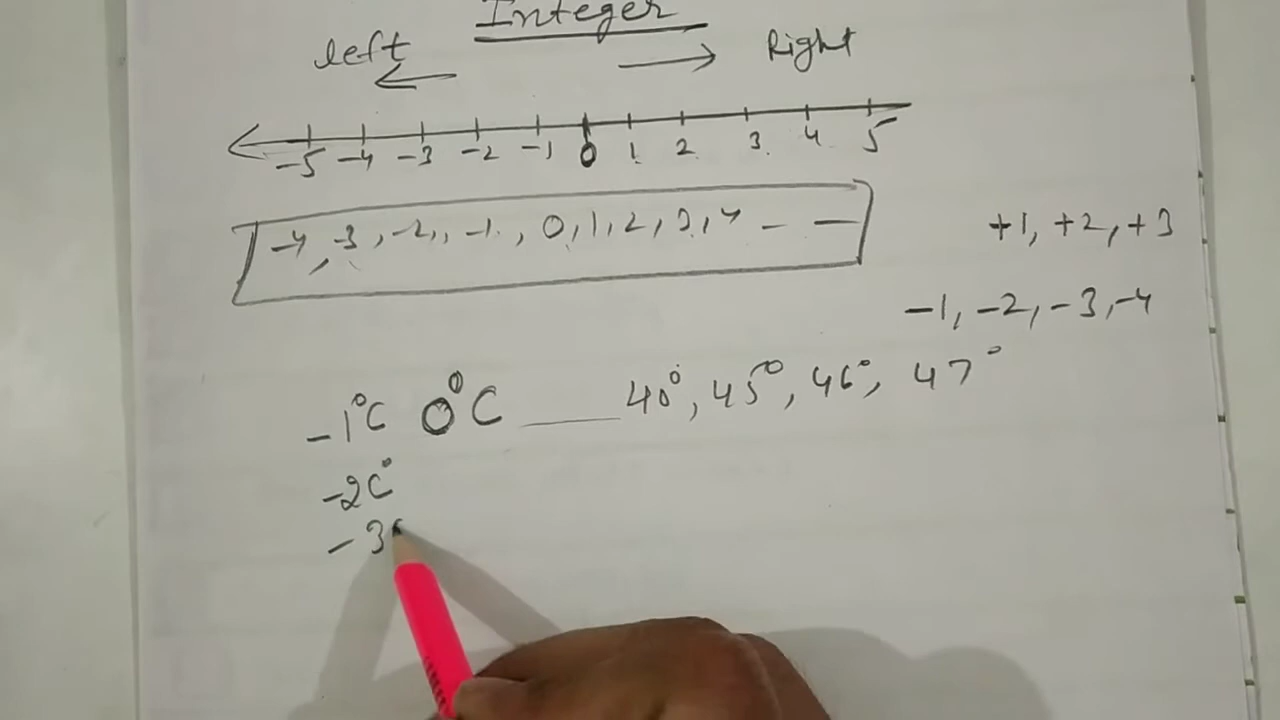 Integer
left ← → Right
-5 -4 -3 -2 -1 0 1 2 3 4 5
-4, -3, -2, -1, 0, 1, 2, 3, 4 - —
+1, +2, +3
-1, -2, -3, -4
-1°C 0°C ___ 40°, 45°, 46°, 47°
-2C°
-3